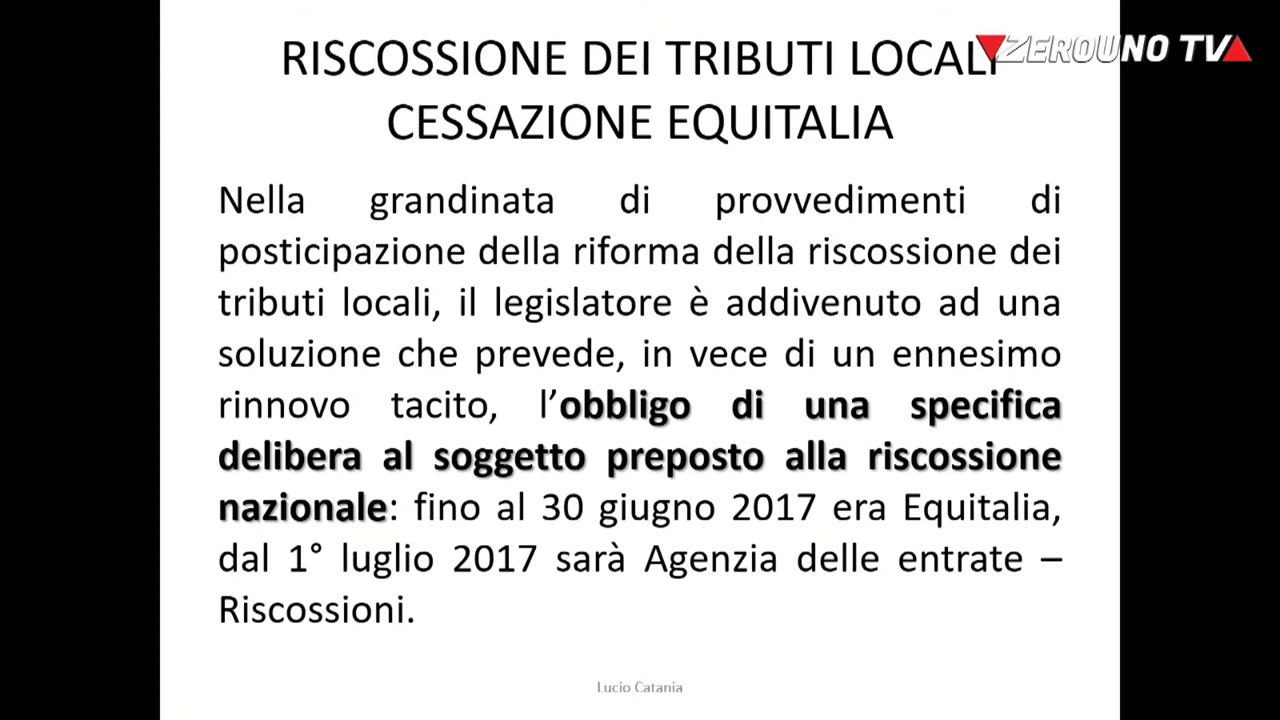 RISCOSSIONE DEI TRIBUTI LOCALI
ZEROUNO TV
CESSAZIONE EQUITALIA
Nella grandinata di provvedimenti di
posticipazione della riforma della riscossione dei
tributi locali, il legislatore è addivenuto ad una
soluzione che prevede, in vece di un ennesimo
rinnovo tacito, l’obbligo di una specifica
delibera al soggetto preposto alla riscossione
nazionale: fino al 30 giugno 2017 era Equitalia,
dal 1° luglio 2017 sarà Agenzia delle entrate –
Riscossioni.
Lucio Catania